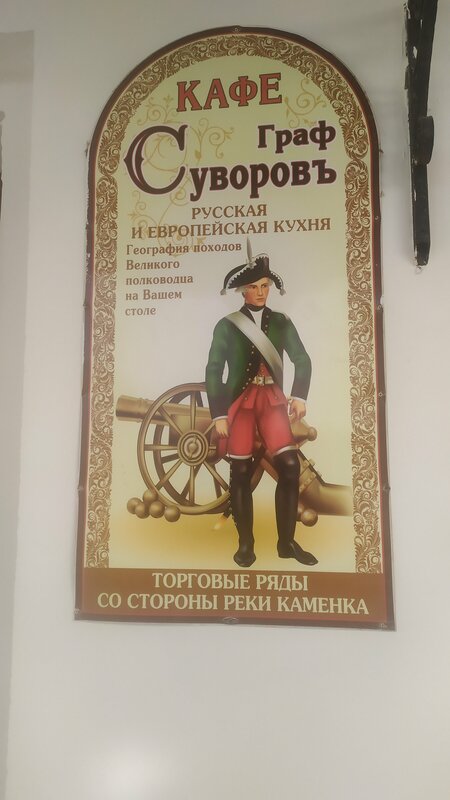 КАФЕ
Граф
Суворовъ
РУССКАЯ
И ЕВРОПЕЙСКАЯ КУХНЯ
География походов
Великого
полководца
на Вашем
столе
ТОРГОВЫЕ РЯДЫ
СО СТОРОНЫ РЕКИ КАМЕНКА